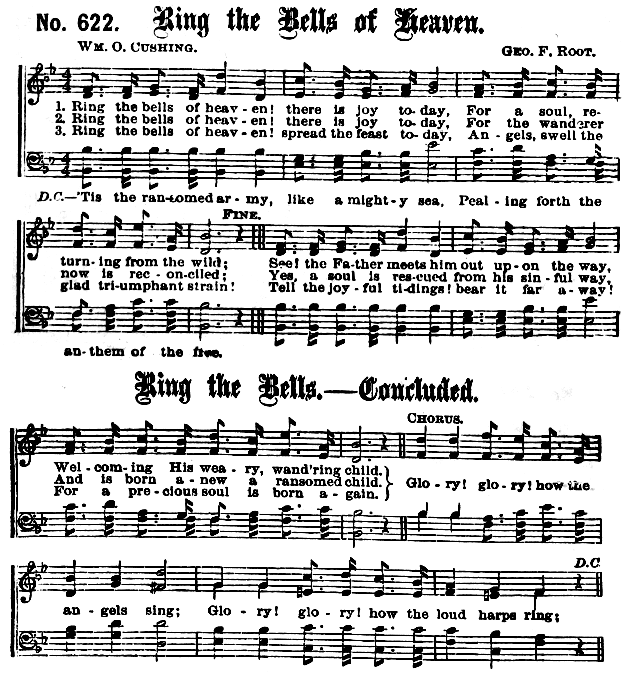 No. 622. Ring the Bells of Heaven.
WM. O. CUSHING. GEO. F. ROOT.
1. Ring the bells of heav-en! there is joy to-day, For a soul, re-
2. Ring the bells of heav-en! there is joy to-day, For the wanderer
3. Ring the bells of heav-en! spread the feast to-day, An-gels, swell the
D.C.—'Tis the ransomed ar-my, like a might-y sea, Peal-ing forth the
FINE.
turn-ing from the wild; See! the Fa-ther meets him out up-on the way,
now is rec-on-ciled; Yes, a soul is res-cued from his sin-ful way,
glad tri-umphant strain! Tell the joy-ful ti-dings! bear it far a-way!
an-them of the free.
Ring the Bells.—Concluded.
CHORUS.
Wel-com-ing His wea-ry, wand'ring child.
And is born a-new a ransomed child. Glo-ry! glo-ry! how the
For a pre-cious soul is born a-gain.
D.C.
an-gels sing; Glo-ry! glo-ry! how the loud harps ring;